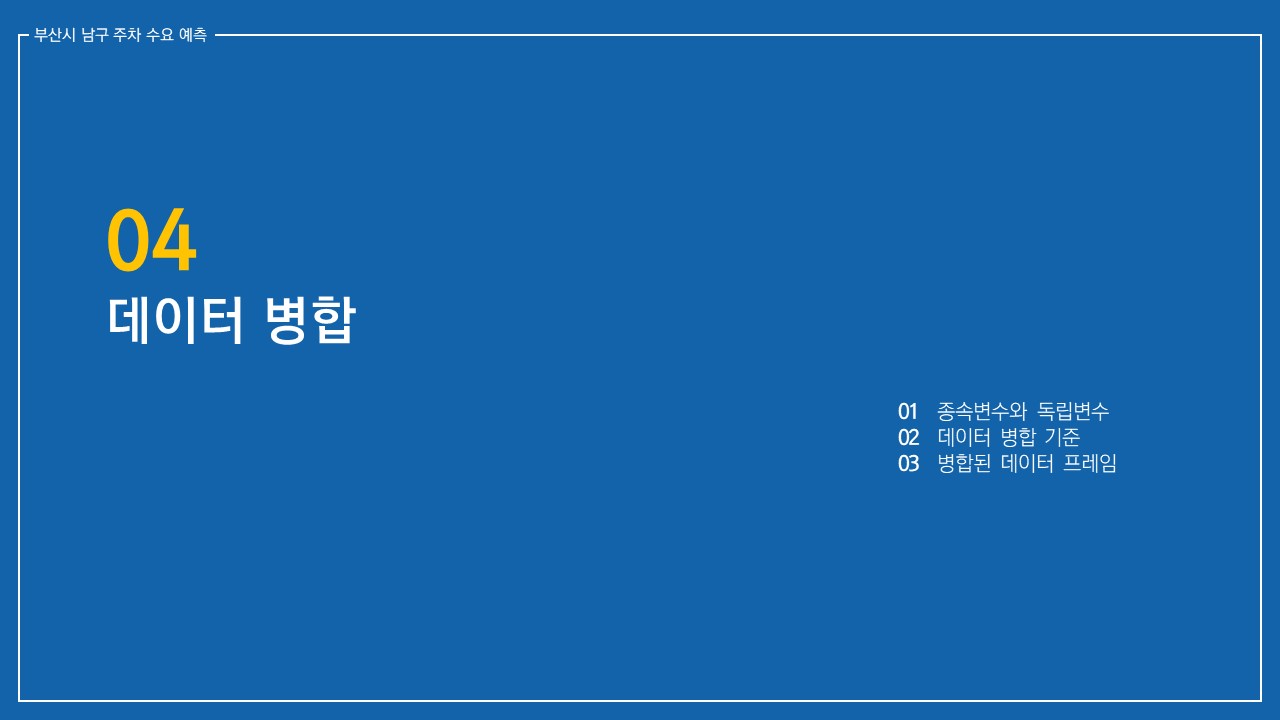 부산시 남구 주차 수요 예측
04
데이터 병합
01 종속변수와 독립변수
02 데이터 병합 기준
03 병합된 데이터 프레임